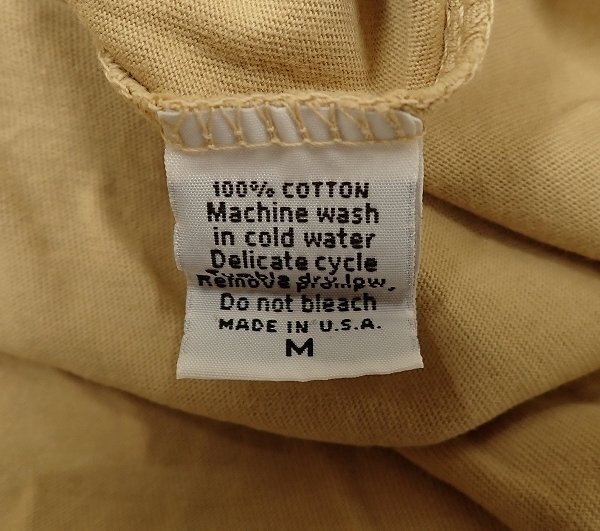 100% COTTON
Machine wash
in cold water
Delicate cycle
Remove
Do not bleach
MADE IN U.S.A.
M